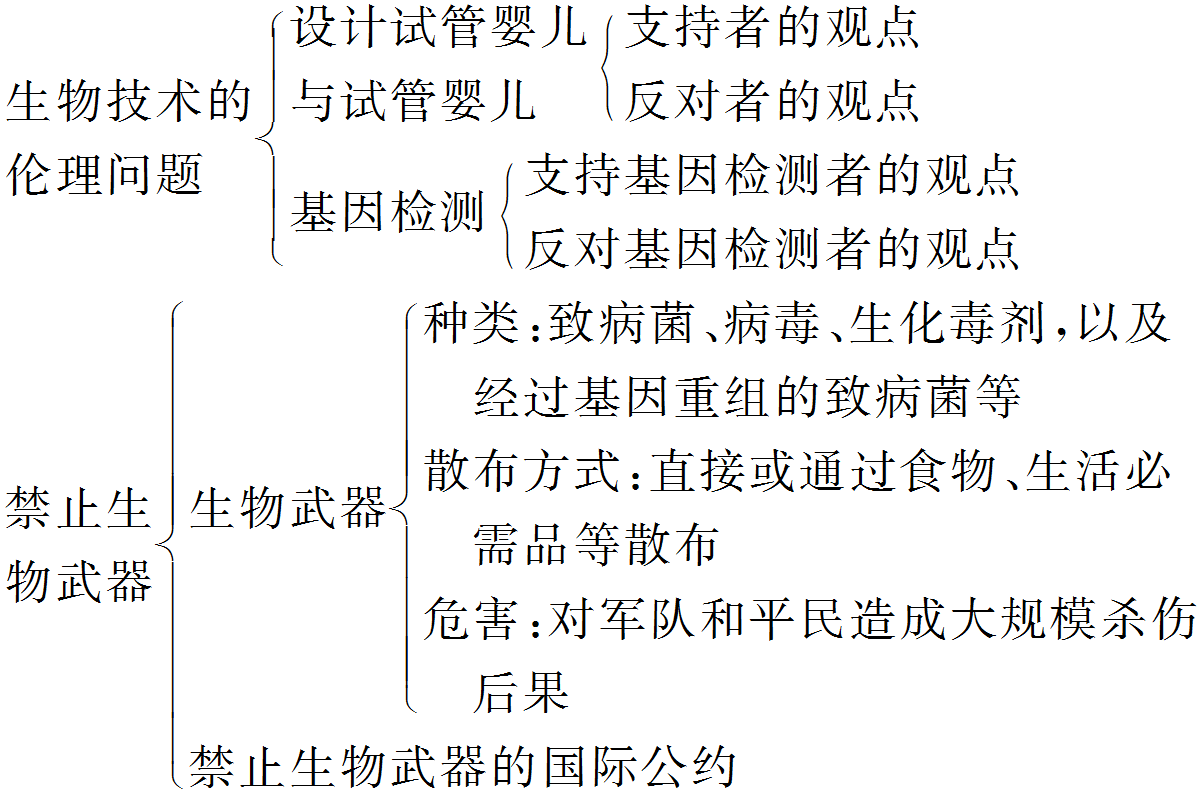 生物技术的
伦理问题
设计试管婴儿
与试管婴儿
支持者的观点
反对者的观点
基因检测
支持基因检测者的观点
反对基因检测者的观点
禁止生
物武器
生物武器
种类:致病菌、病毒、生化毒剂,以及
经过基因重组的致病菌等
散布方式:直接或通过食物、生活必
需品等散布
危害:对军队和平民造成大规模杀伤
后果
禁止生物武器的国际公约